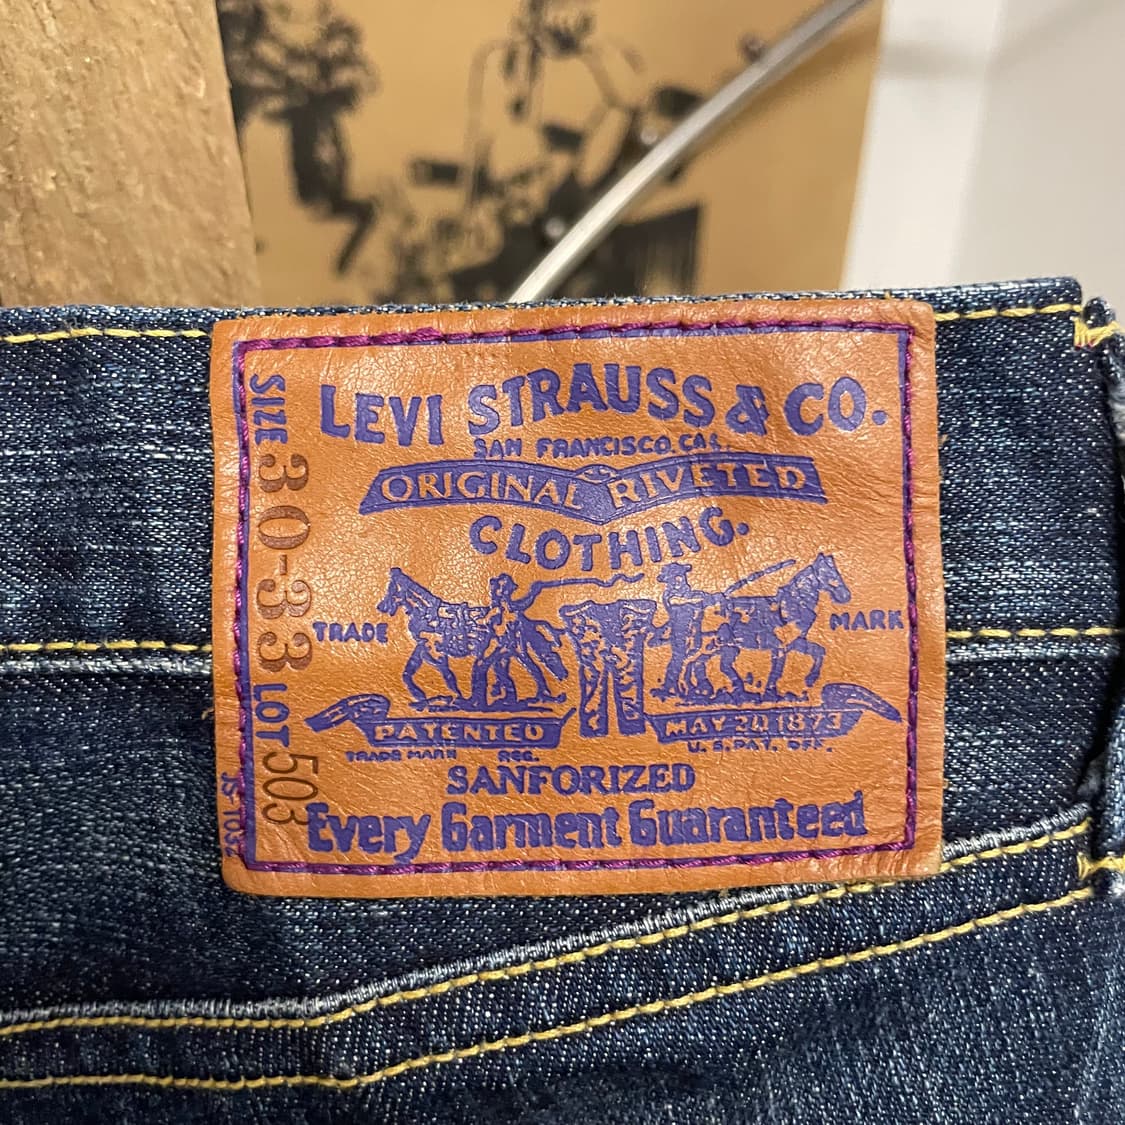 LEVI STRAUSS & CO.
SAN FRANCISCO. CAL.
ORIGINAL RIVETED
CLOTHING.
TRADE
MARK
PATENTED
MAY 20 1873
TRADE MARK REG.
U. S. PAT. OFF.
SANFORIZED
Every Garment Guaranteed
SIZE 30-33 LOT 503